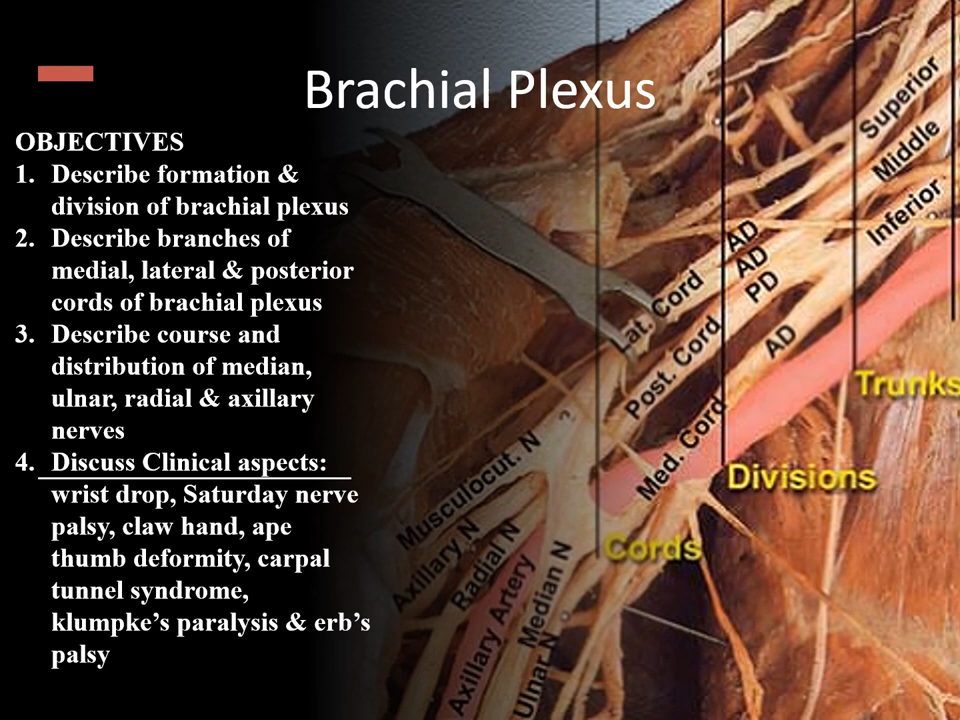 Brachial Plexus
OBJECTIVES
1. Describe formation &
division of brachial plexus
2. Describe branches of
medial, lateral & posterior
cords of brachial plexus
3. Describe course and
distribution of median,
ulnar, radial & axillary
nerves
4. Discuss Clinical aspects:
wrist drop, Saturday nerve
palsy, claw hand, ape
thumb deformity, carpal
tunnel syndrome,
klumpke’s paralysis & erb’s
palsy
Superior
Middle
Inferior
AD
AD
PD
AD
Lat. Cord
Post. Cord
Med. Cord
Trunks
Divisions
Cords
?
Musculocut. N
Axillary N
Radial N
Axillary Artery
Median N
Ulnar N